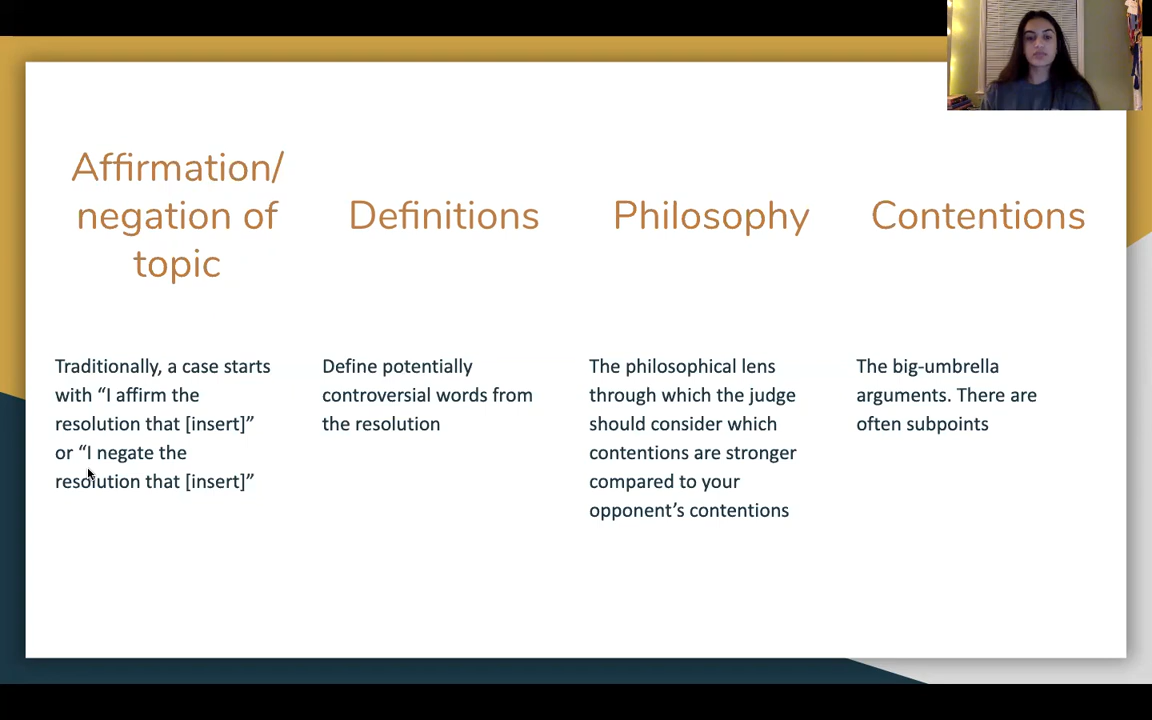 Affirmation/
negation of
topic
Definitions
Philosophy
Contentions
Traditionally, a case starts
with “I affirm the
resolution that [insert]”
or “I negate the
resolution that [insert]”
Define potentially
controversial words from
the resolution
The philosophical lens
through which the judge
should consider which
contentions are stronger
compared to your
opponent’s contentions
The big-umbrella
arguments. There are
often subpoints